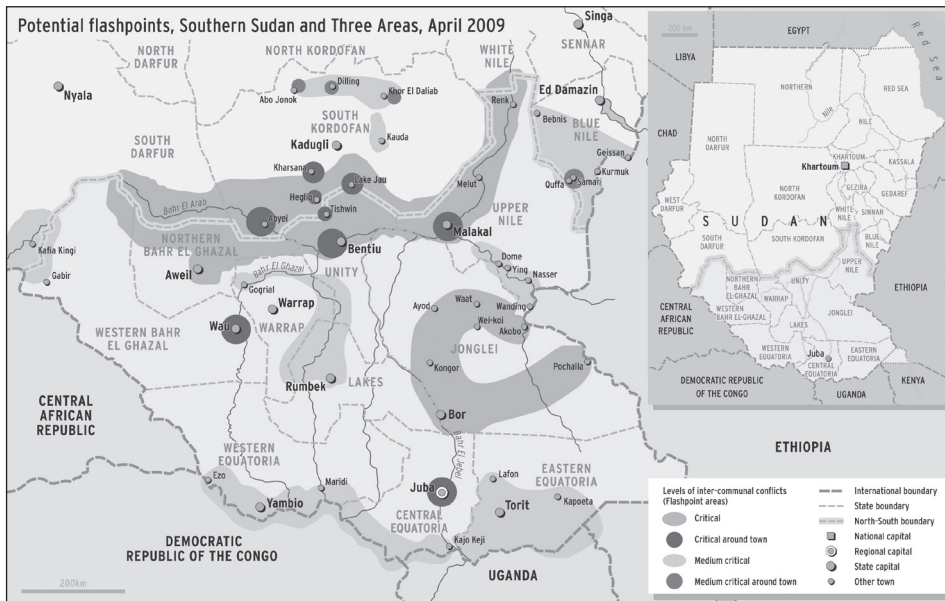 Potential flashpoints, Southern Sudan and Three Areas, April 2009
Singa
SENNAR
NORTH
DARFUR
NORTH KORDOFAN
WHITE
NILE
Nyala
Dilling
Abo Jonok
Khor El Daliab
Ed Damazin
Renk
Bebnis
BLUE
NILE
SOUTH
KORDOFAN
Kauda
Kadugli
SOUTH
DARFUR
Geissan
Kurmuk
Kharsana
Lake Jau
Quffa
Samari
Heglig
Melut
Tishwin
Bahr El Arab
Abyei
UPPER
NILE
Malakal
Bentiu
NORTHERN
BAHR EL GHAZAL
UNITY
Kafia Kingi
Gabir
Aweil
Bahr El Ghazal
Gogrial
Dome
Ying
Nasser
Warrap
WARRAP
Ayod
Waat
Wanding
Wei-koi
Akobo
WESTERN BAHR
EL GHAZAL
Wau
JONGLEI
Kongor
Pochalla
Rumbek
LAKES
Bor
CENTRAL
AFRICAN
REPUBLIC
Bahr El Jebel
ETHIOPIA
WESTERN
EQUATORIA
Ezo
Maridi
Lafon
EASTERN
EQUATORIA
Juba
Kapoeta
Yambio
Torit
CENTRAL
EQUATORIA
Kajo Keji
DEMOCRATIC
REPUBLIC OF THE CONGO
UGANDA
200km
200 km
EGYPT
Red Sea
LIBYA
NORTHERN
RED SEA
Nile
NILE
CHAD
NORTH
DARFUR
KHARTOUM
Khartoum
KASSALA
GEZIRA
GEDAREF
WEST
DARFUR
NORTH
KORDOFAN
WHITE
NILE
SINNAR
SUDAN
SOUTH
DARFUR
SOUTH KORDOFAN
BLUE
NILE
UPPER
NILE
NORTHERN
BAHR
EL-GHAZAL
UNITY
WARRAP
WESTERN
BAHR EL-GHAZAL
JONGLEI
LAKES
ETHIOPIA
CENTRAL
AFRICAN
REPUBLIC
WESTERN
EQUATORIA
Juba
CENTRAL
EQUATORIA
EASTERN
EQUATORIA
DEMOCRATIC REPUBLIC
OF THE CONGO
UGANDA
KENYA
Levels of inter-communal conflicts
(Flashpoint areas)
Critical
Critical around town
Medium critical
Medium critical around town
International boundary
State boundary
North-South boundary
National capital
Regional capital
State capital
Other town